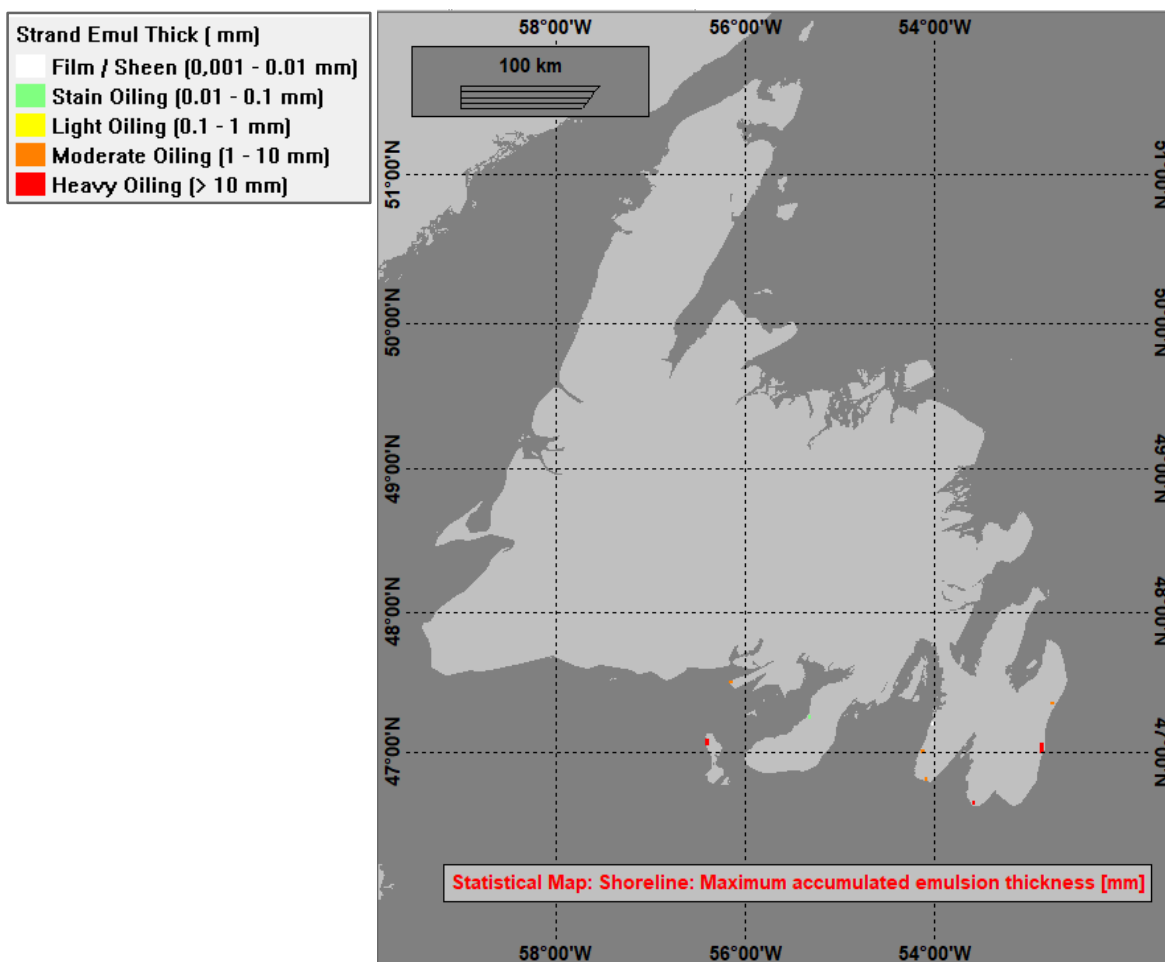 Strand Emul Thick ( mm)
Film / Sheen (0,001 - 0.01 mm)
Stain Oiling (0.01 - 0.1 mm)
Light Oiling (0.1 - 1 mm)
Moderate Oiling (1 - 10 mm)
Heavy Oiling (> 10 mm)
58°00'W 56°00'W 54°00'W
100 km
51°00'N 51°00'N
50°00'N 50°00'N
49°00'N 49°00'N
48°00'N 48°00'N
47°00'N 47°00'N
Statistical Map: Shoreline: Maximum accumulated emulsion thickness [mm]
58°00'W 56°00'W 54°00'W